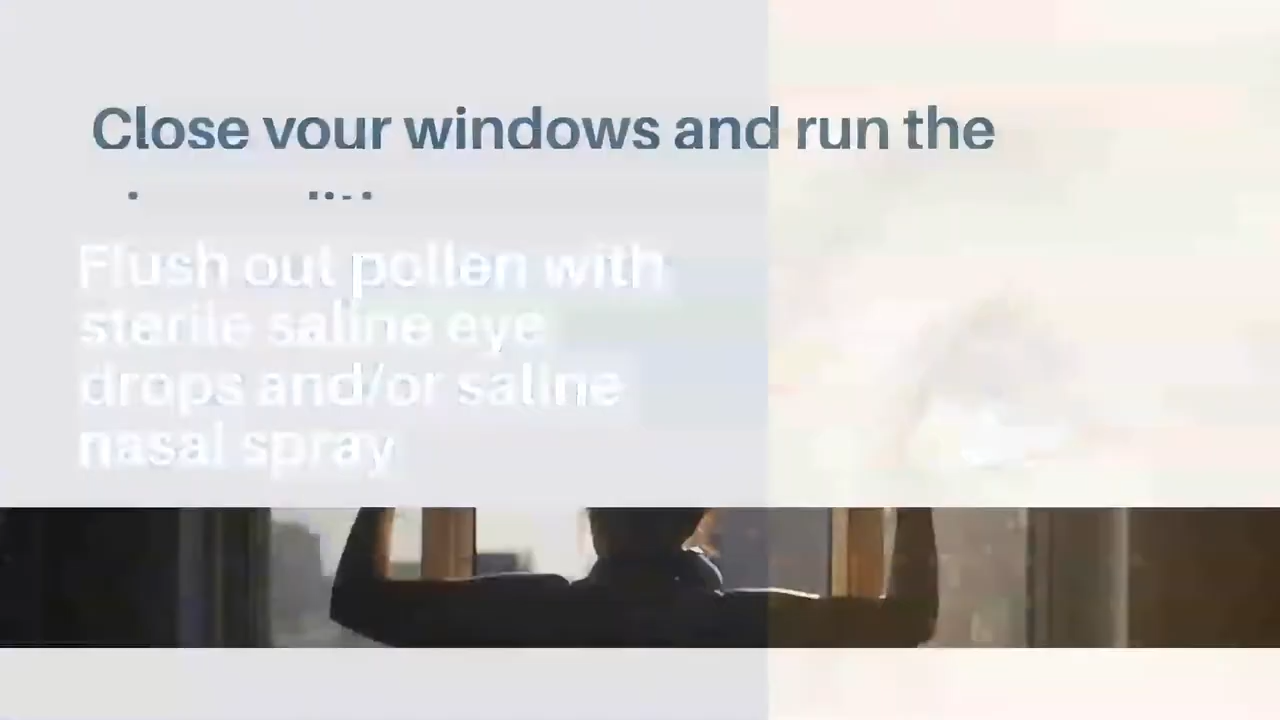 Close your windows and run the
Flush out pollen with
sterile saline eye
drops and/or saline
nasal spray